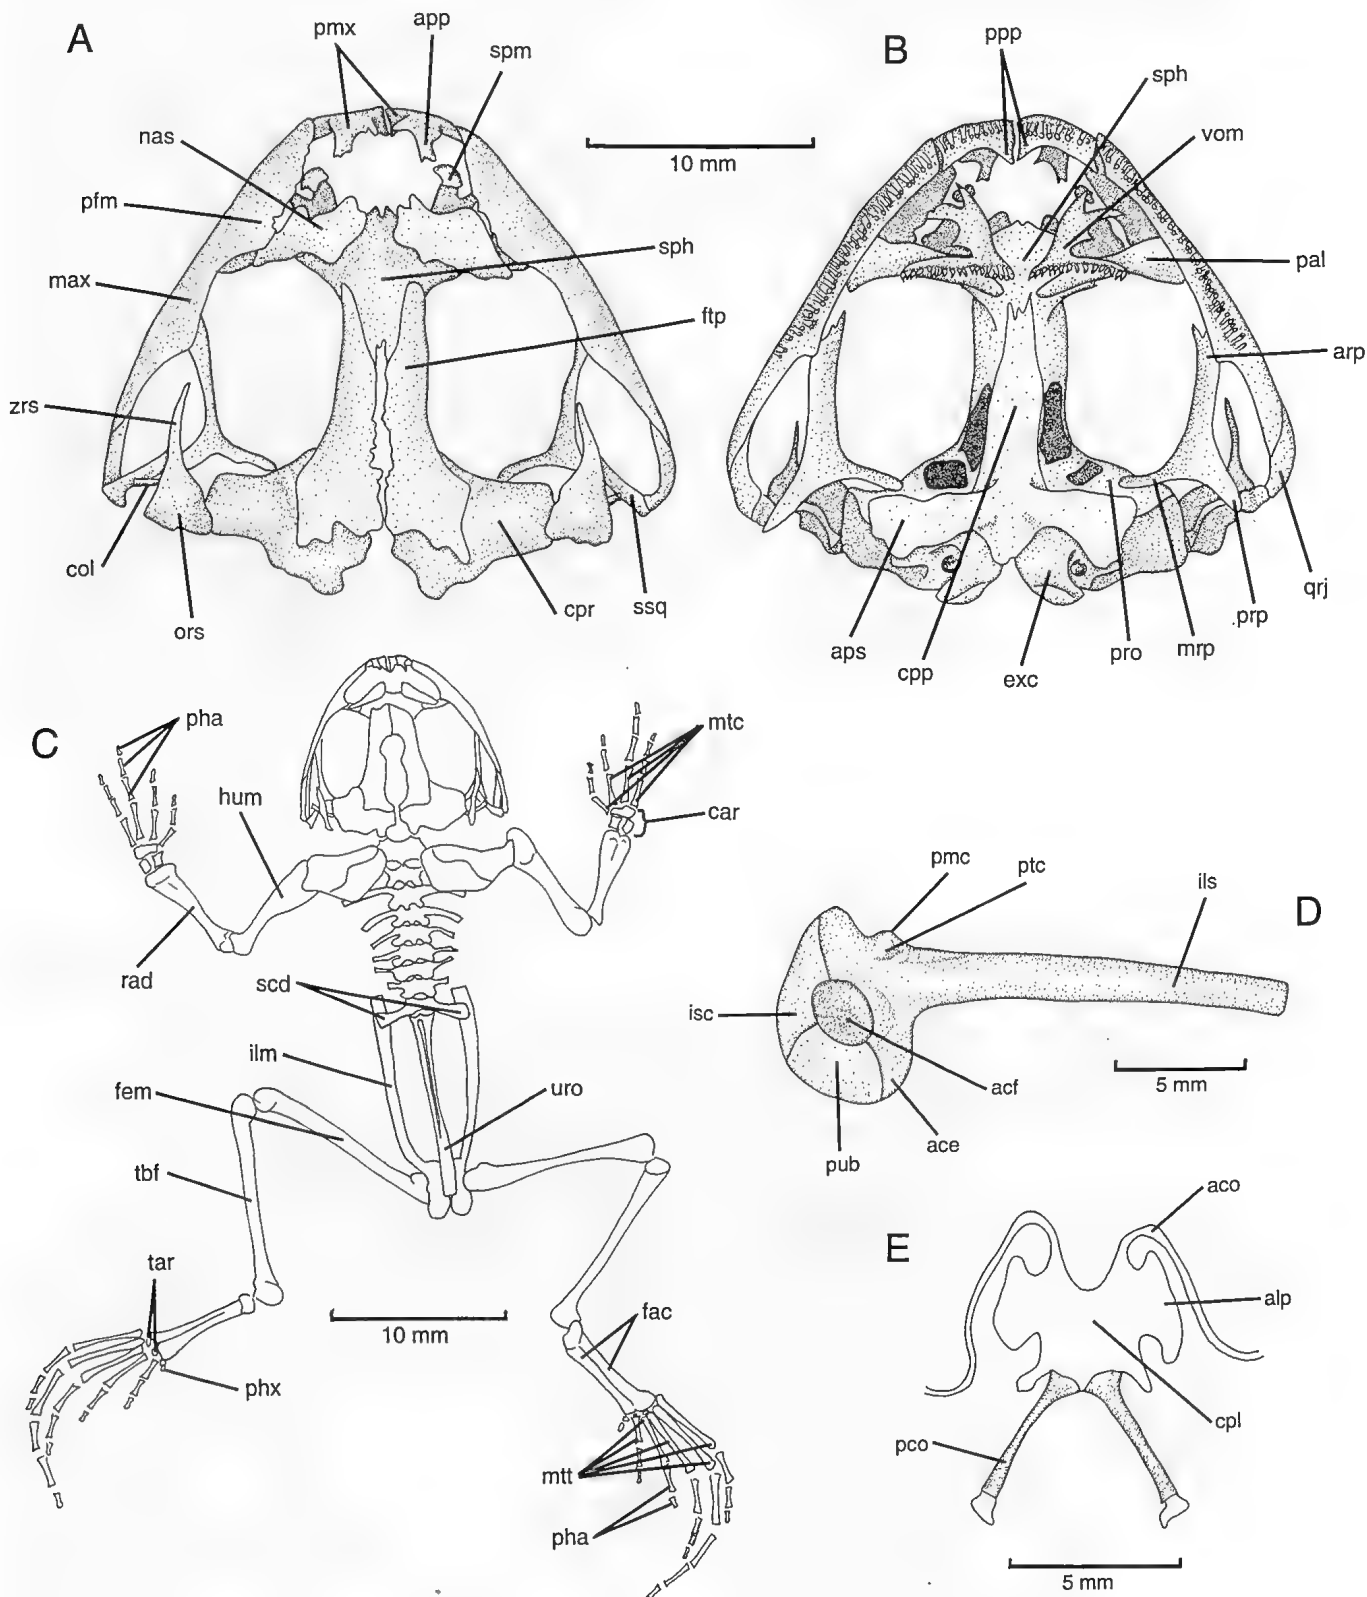 A
pmx
app
spm
nas
pfm
max
zrs
col
ors
10 mm
sph
ftp
cpr
ssq
B
ppp
sph
vom
pal
arp
qrj
prp
mrp
pro
exc
cpp
aps
C
pha
hum
rad
scd
ilm
fem
tbf
tar
phx
mtc
car
uro
10 mm
fac
mtt
pha
D
pmc
ptc
ils
isc
acf
ace
pub
5 mm
E
aco
alp
cpl
pco
5 mm